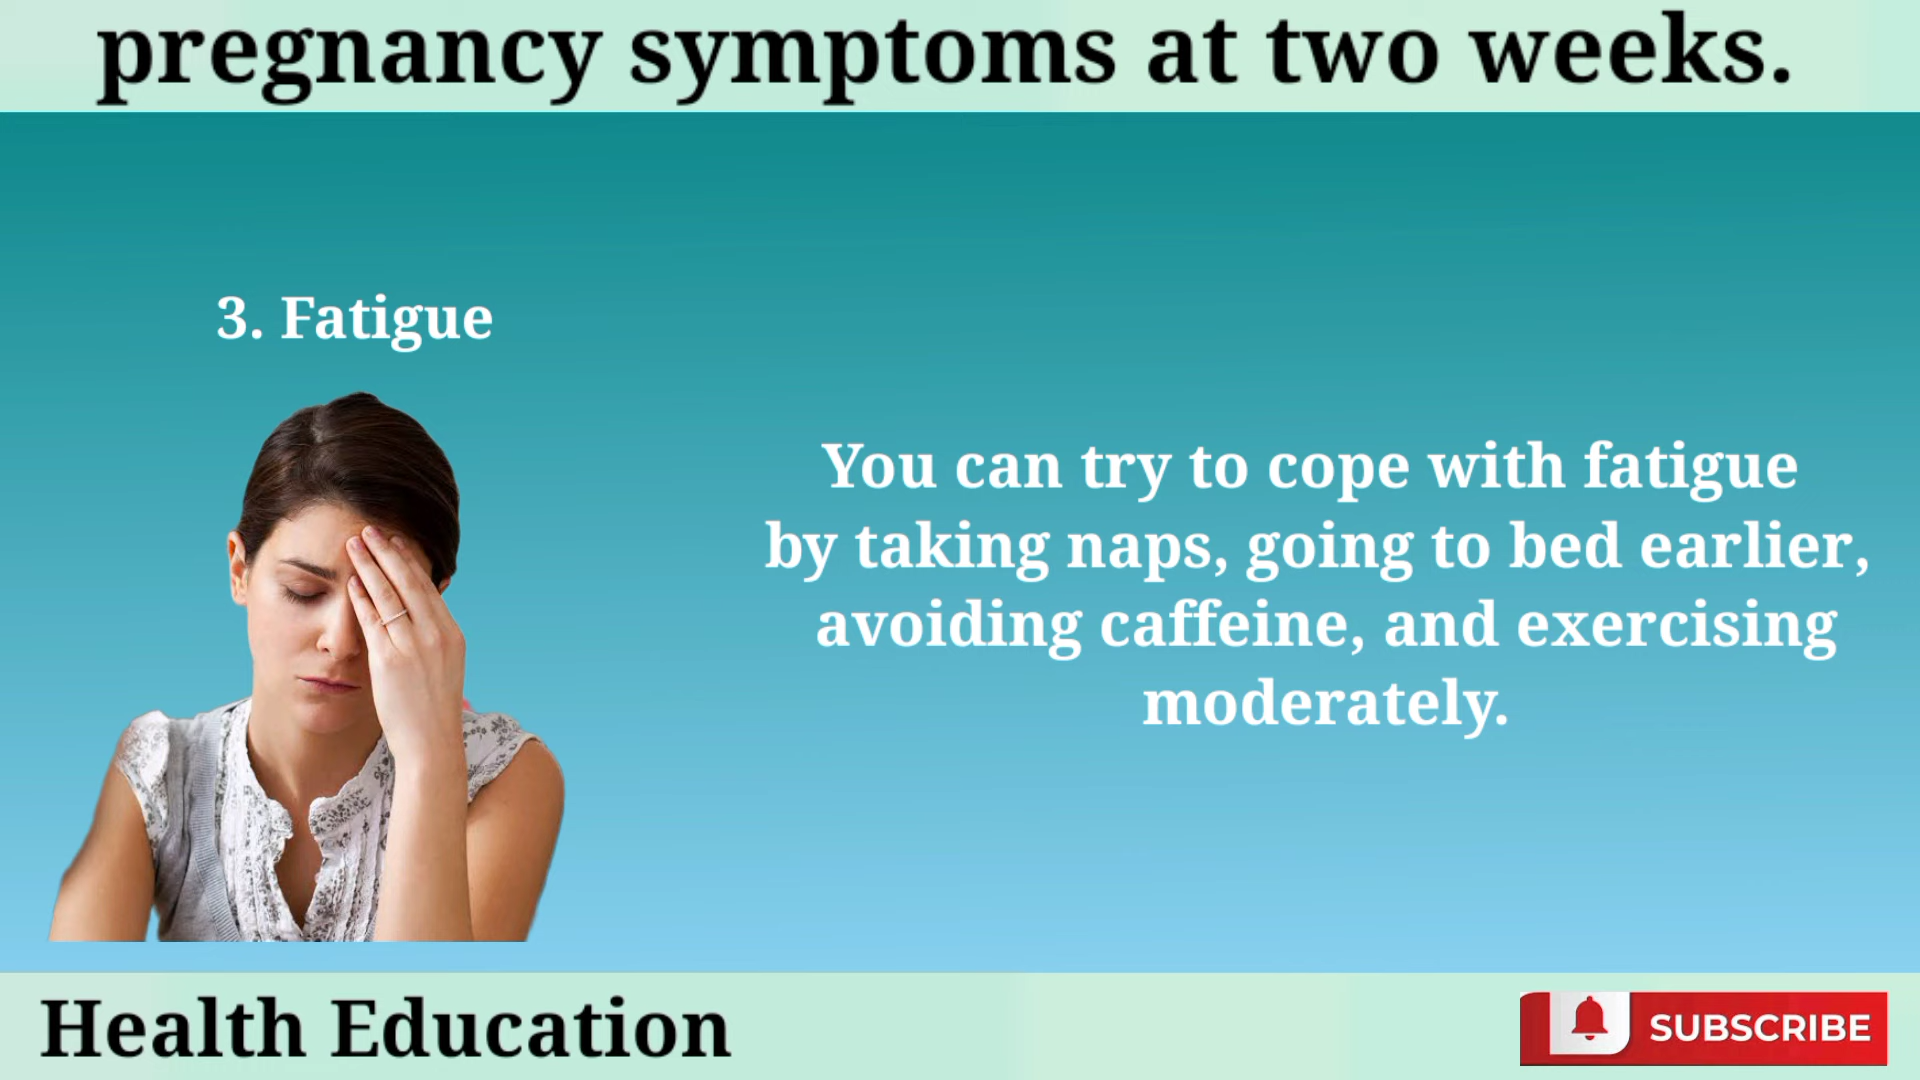 pregnancy symptoms at two weeks.
3. Fatigue
You can try to cope with fatigue
by taking naps, going to bed earlier,
avoiding caffeine, and exercising
moderately.
Health Education
SUBSCRIBE